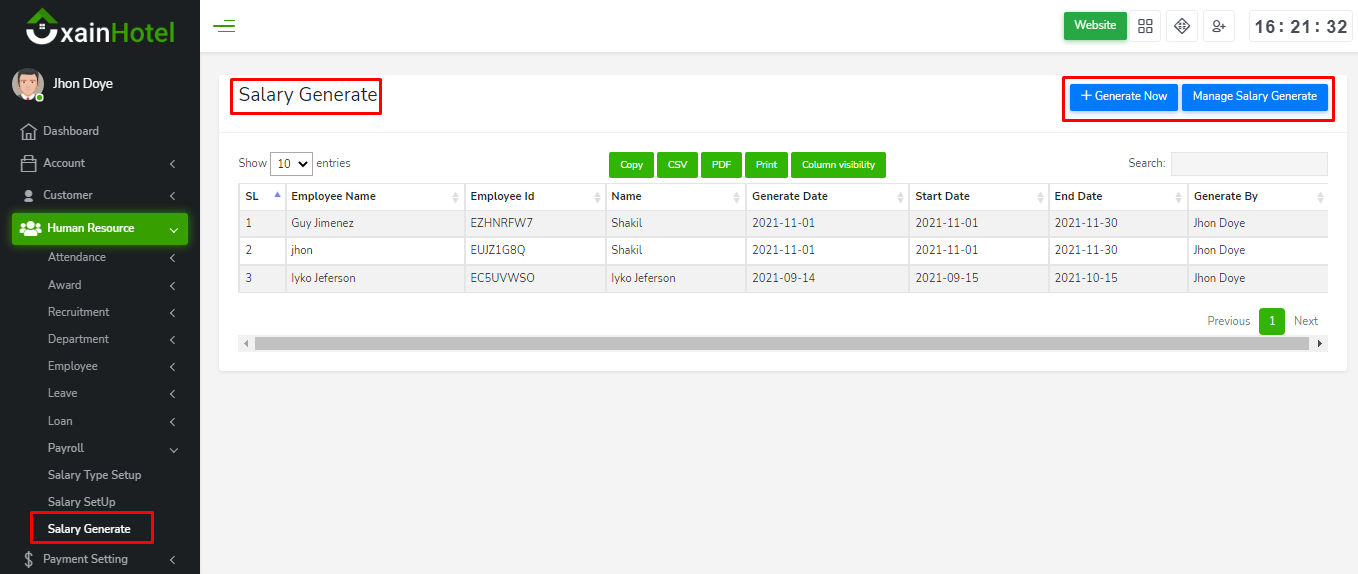 xainHotel
Website
16:21:32
Jhon Doye
Dashboard
Account
Customer
Human Resource
Attendance
Award
Recruitment
Department
Employee
Leave
Loan
Payroll
Salary Type Setup
Salary SetUp
Salary Generate
Payment Setting
Salary Generate
+ Generate Now Manage Salary Generate
Show 10 entries Copy CSV PDF Print Column visibility Search:
SL Employee Name Employee Id Name Generate Date Start Date End Date Generate By
1 Guy Jimenez EZHNRFW7 Shakil 2021-11-01 2021-11-01 2021-11-30 Jhon Doye
2 jhon EUJZ1G8Q Shakil 2021-11-01 2021-11-01 2021-11-30 Jhon Doye
3 Iyko Jeferson EC5UVWSO Iyko Jeferson 2021-09-14 2021-09-15 2021-10-15 Jhon Doye
Previous 1 Next